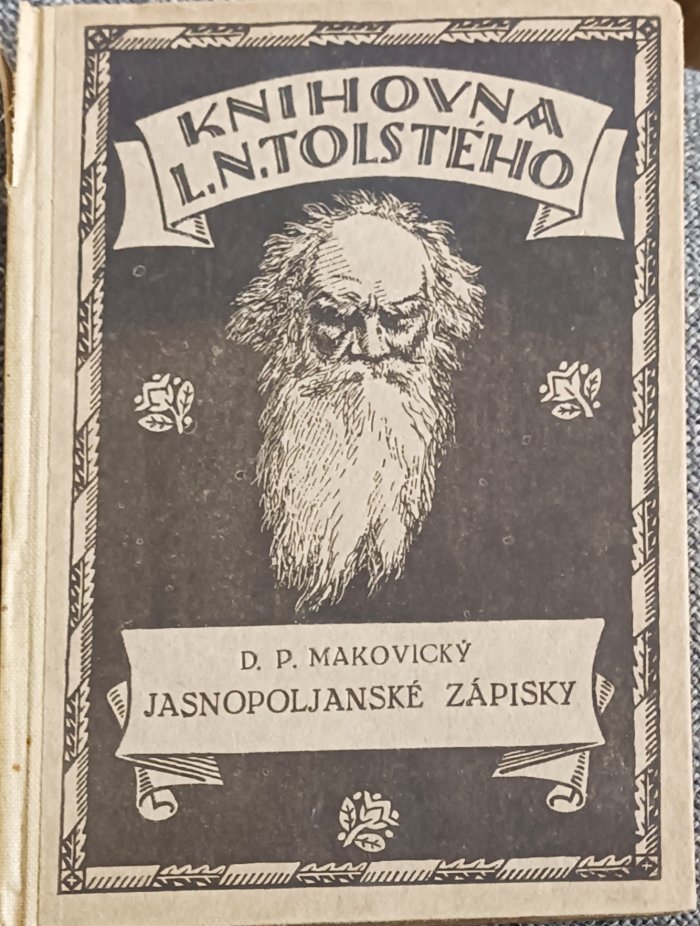 KNIHOVNA
L.N.TOLSTÉHO
D. P. MAKOVICKÝ
JASNOPOLJANSKÉ ZÁPISKY